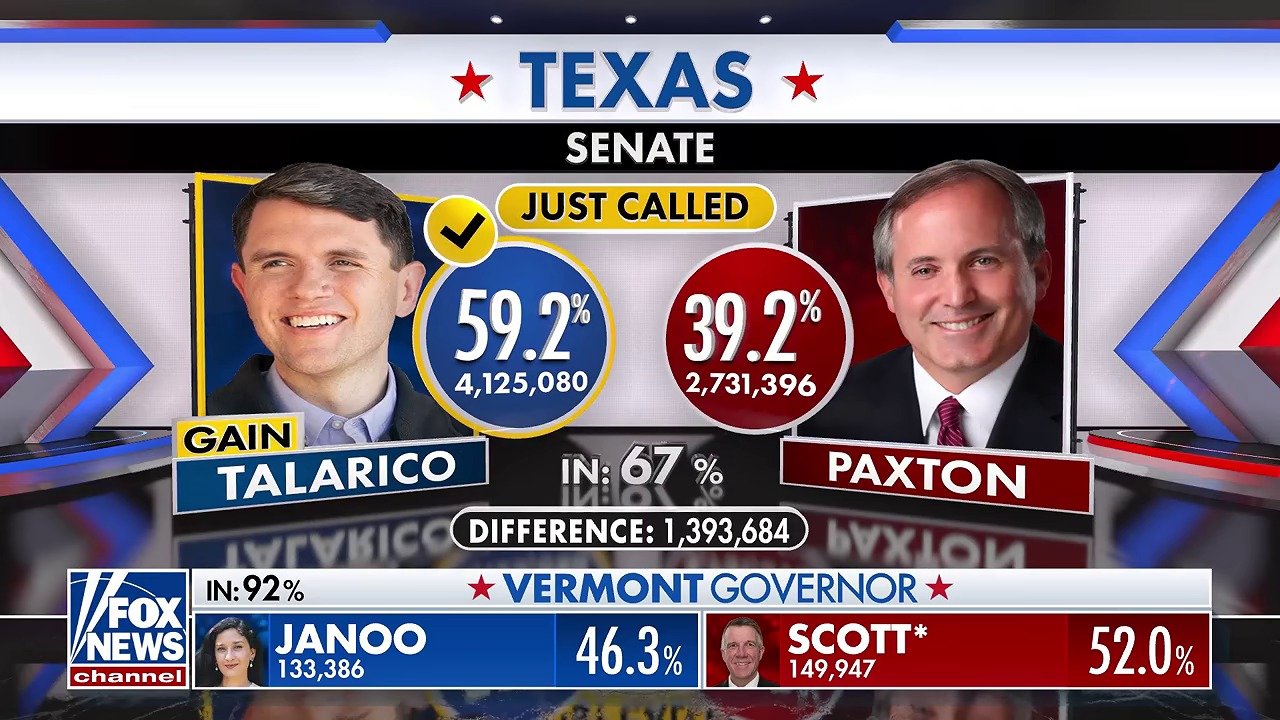 TEXAS
SENATE
JUST CALLED
59.2%
4,125,080
39.2%
2,731,396
GAIN
TALARICO
IN: 67 %
PAXTON
DIFFERENCE: 1,393,684
TALARICO
PAXTON
FOX
NEWS
channel
IN: 92%
VERMONT GOVERNOR
JANOO
133,386
46.3%
SCOTT*
149,947
52.0%